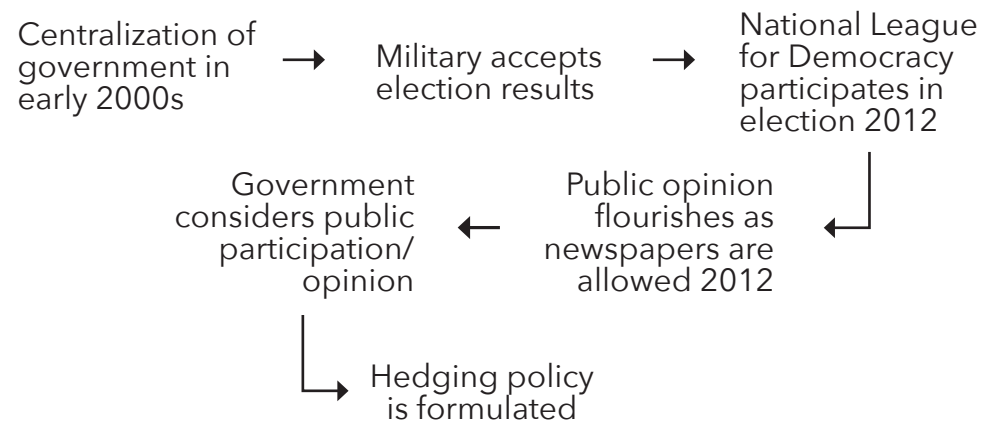 Centralization of
government in
early 2000s
Military accepts
election results
National League
for Democracy
participates in
election 2012
Public opinion
flourishes as
newspapers are
allowed 2012
Government
considers public
participation/
opinion
Hedging policy
is formulated